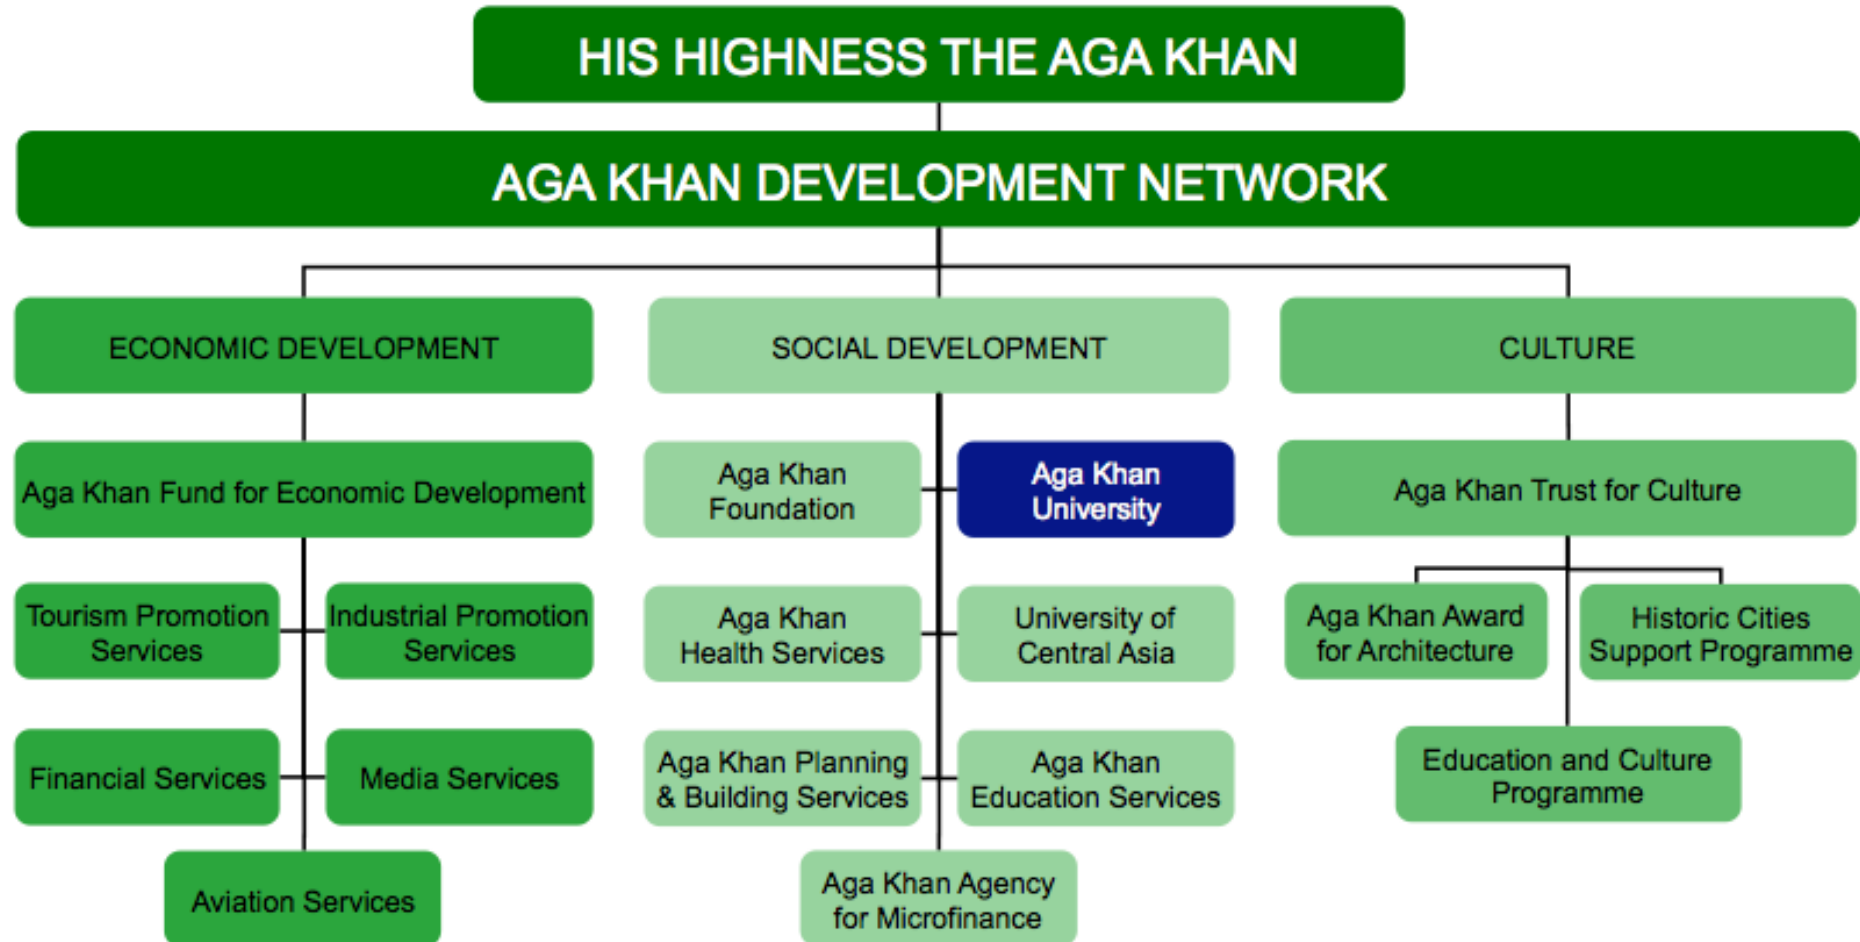 HIS HIGHNESS THE AGA KHAN
AGA KHAN DEVELOPMENT NETWORK
ECONOMIC DEVELOPMENT
SOCIAL DEVELOPMENT
CULTURE
Aga Khan Fund for Economic Development
Aga Khan
Foundation
Aga Khan
University
Aga Khan Trust for Culture
Tourism Promotion
Services
Industrial Promotion
Services
Aga Khan
Health Services
University of
Central Asia
Aga Khan Award
for Architecture
Historic Cities
Support Programme
Financial Services
Media Services
Aga Khan Planning
& Building Services
Aga Khan
Education Services
Education and Culture
Programme
Aviation Services
Aga Khan Agency
for Microfinance